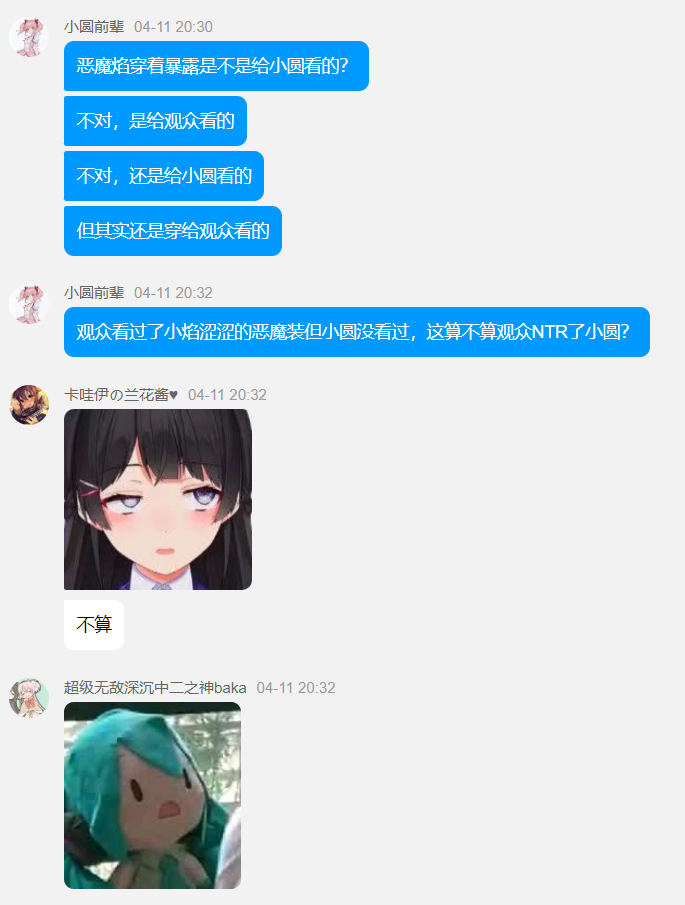 小圆前辈 04-11 20:30
恶魔焰穿着暴露是不是给小圆看的？
不对，是给观众看的
不对，还是给小圆看的
但其实还是穿给观众看的
小圆前辈 04-11 20:32
观众看过了小焰涩涩的恶魔装但小圆没看过，这算不算观众NTR了小圆？
卡哇伊の兰花酱♥ 04-11 20:32
不算
超级无敌深沉中二之神baka 04-11 20:32